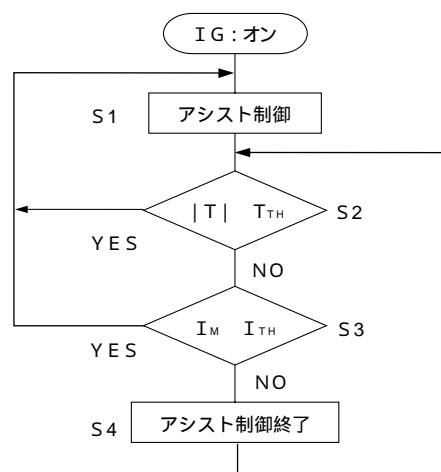 IG:オン
S1
アシスト制御
|T| TTH
S2
YES
NO
IM ITH
S3
YES
NO
S4
アシスト制御終了